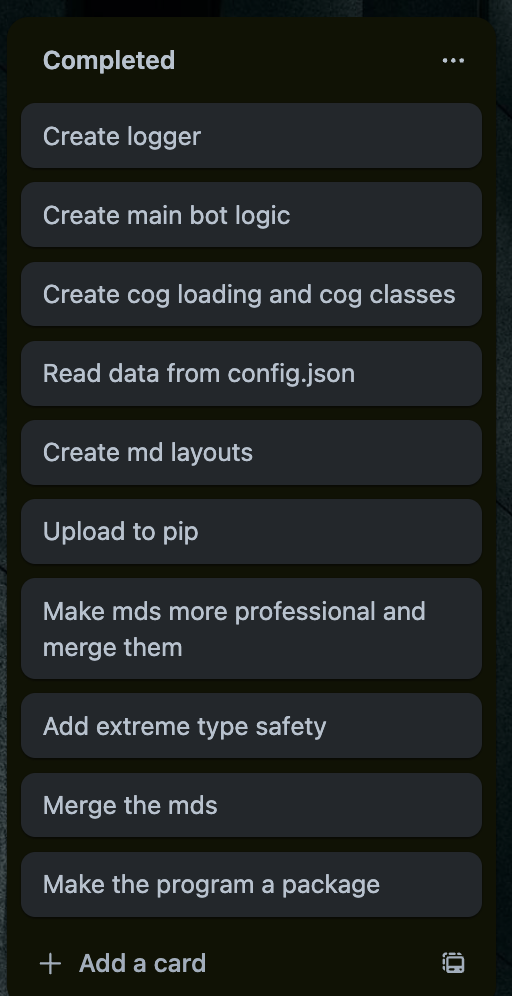 Completed
Create logger
Create main bot logic
Create cog loading and cog classes
Read data from config.json
Create md layouts
Upload to pip
Make mds more professional and
merge them
Add extreme type safety
Merge the mds
Make the program a package
Add a card